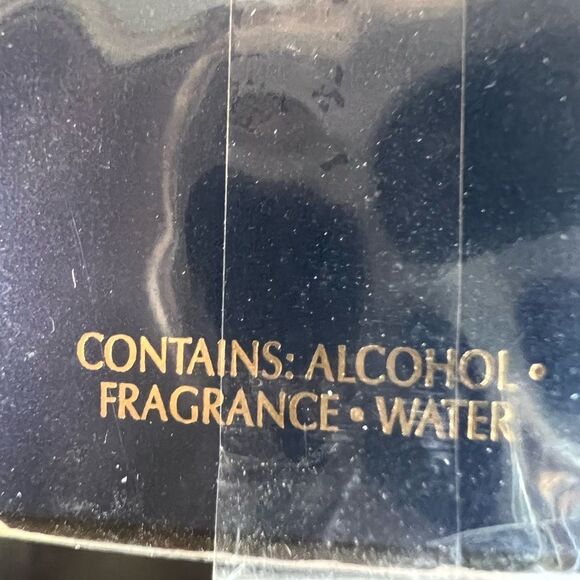 CONTAINS: ALCOHOL •
FRAGRANCE • WATER